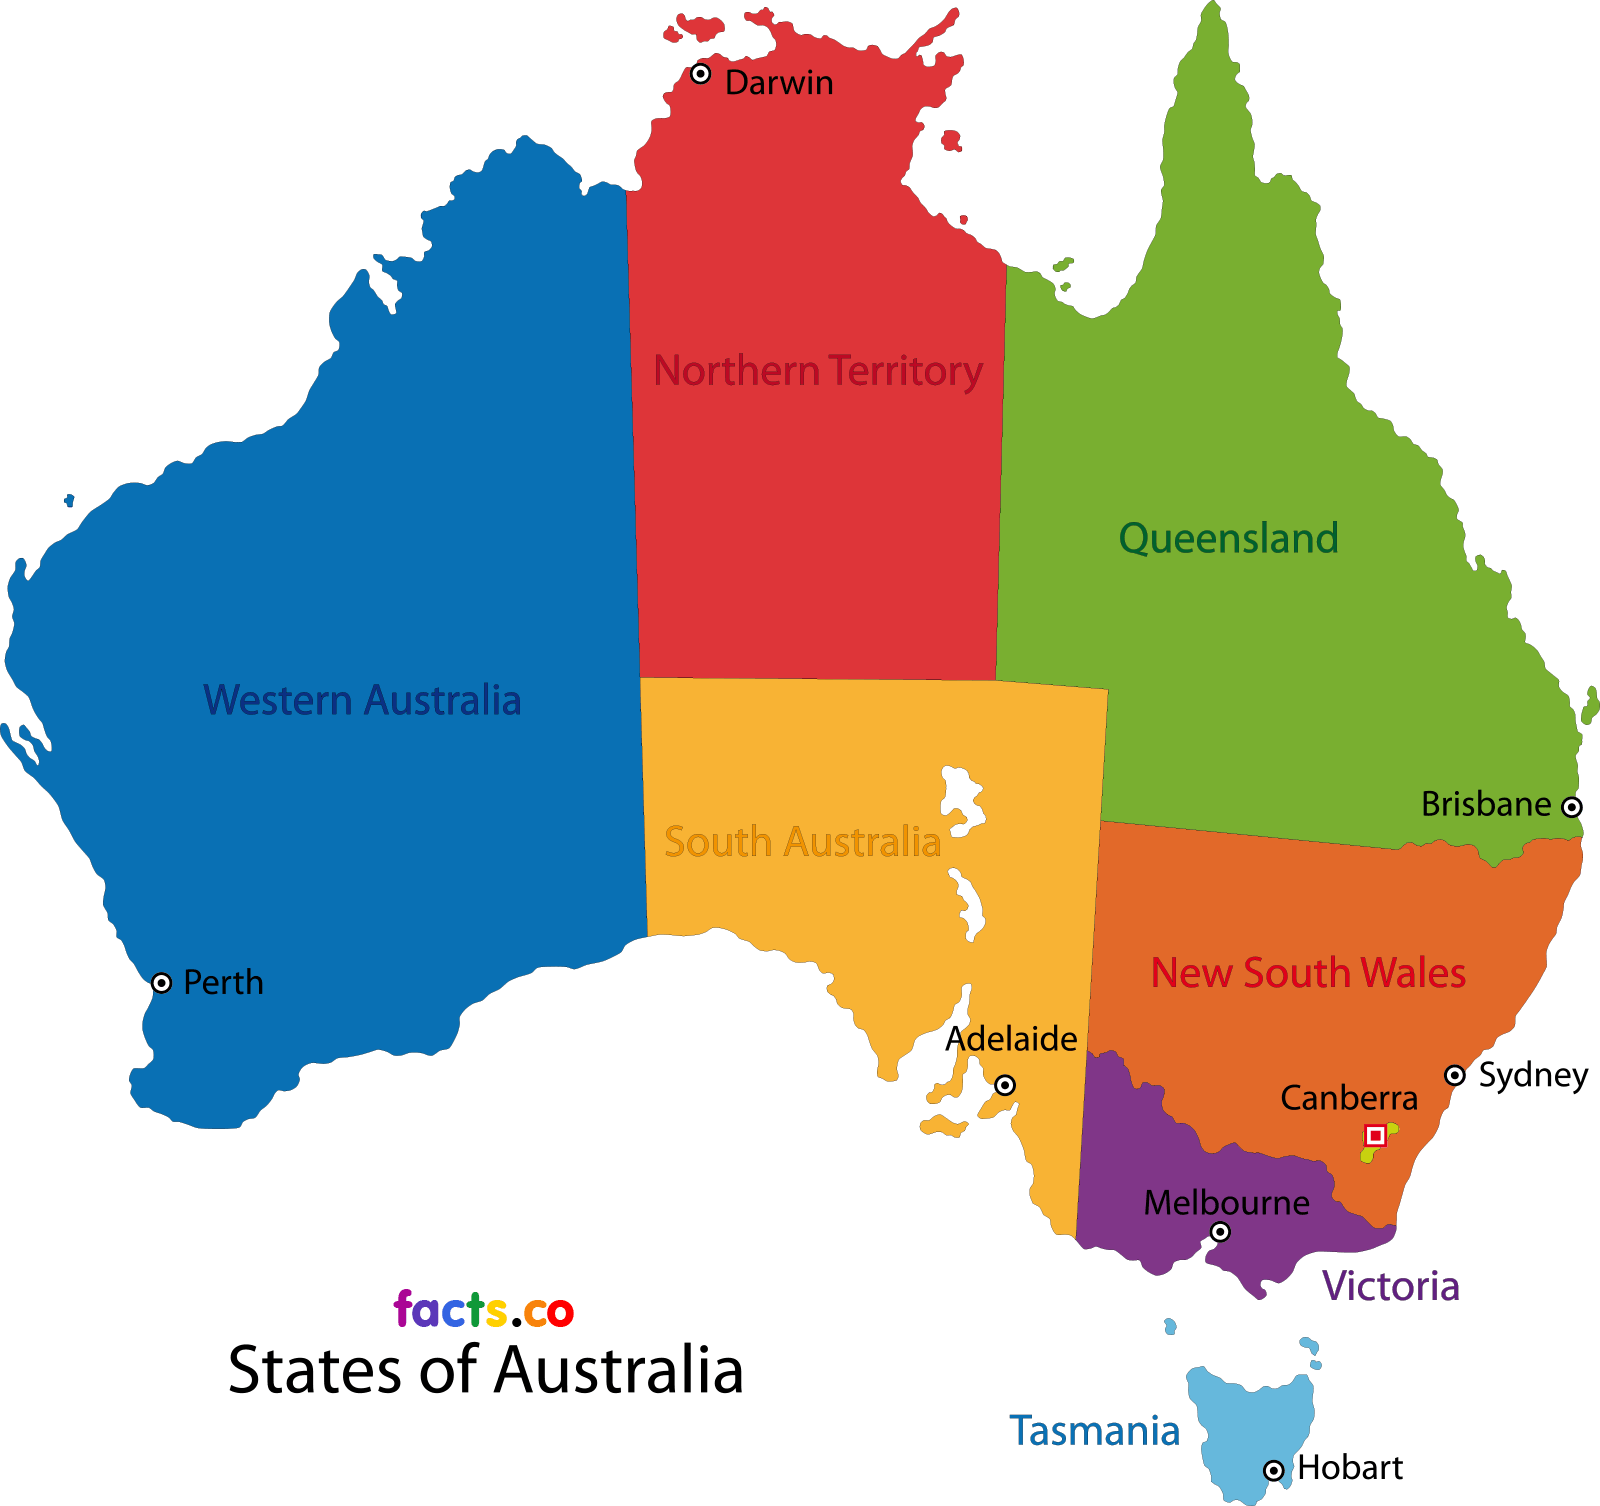 Darwin
Northern Territory
Queensland
Western Australia
Brisbane
South Australia
New South Wales
Perth
Adelaide
Sydney
Canberra
Melbourne
Victoria
facts.co
States of Australia
Tasmania
Hobart